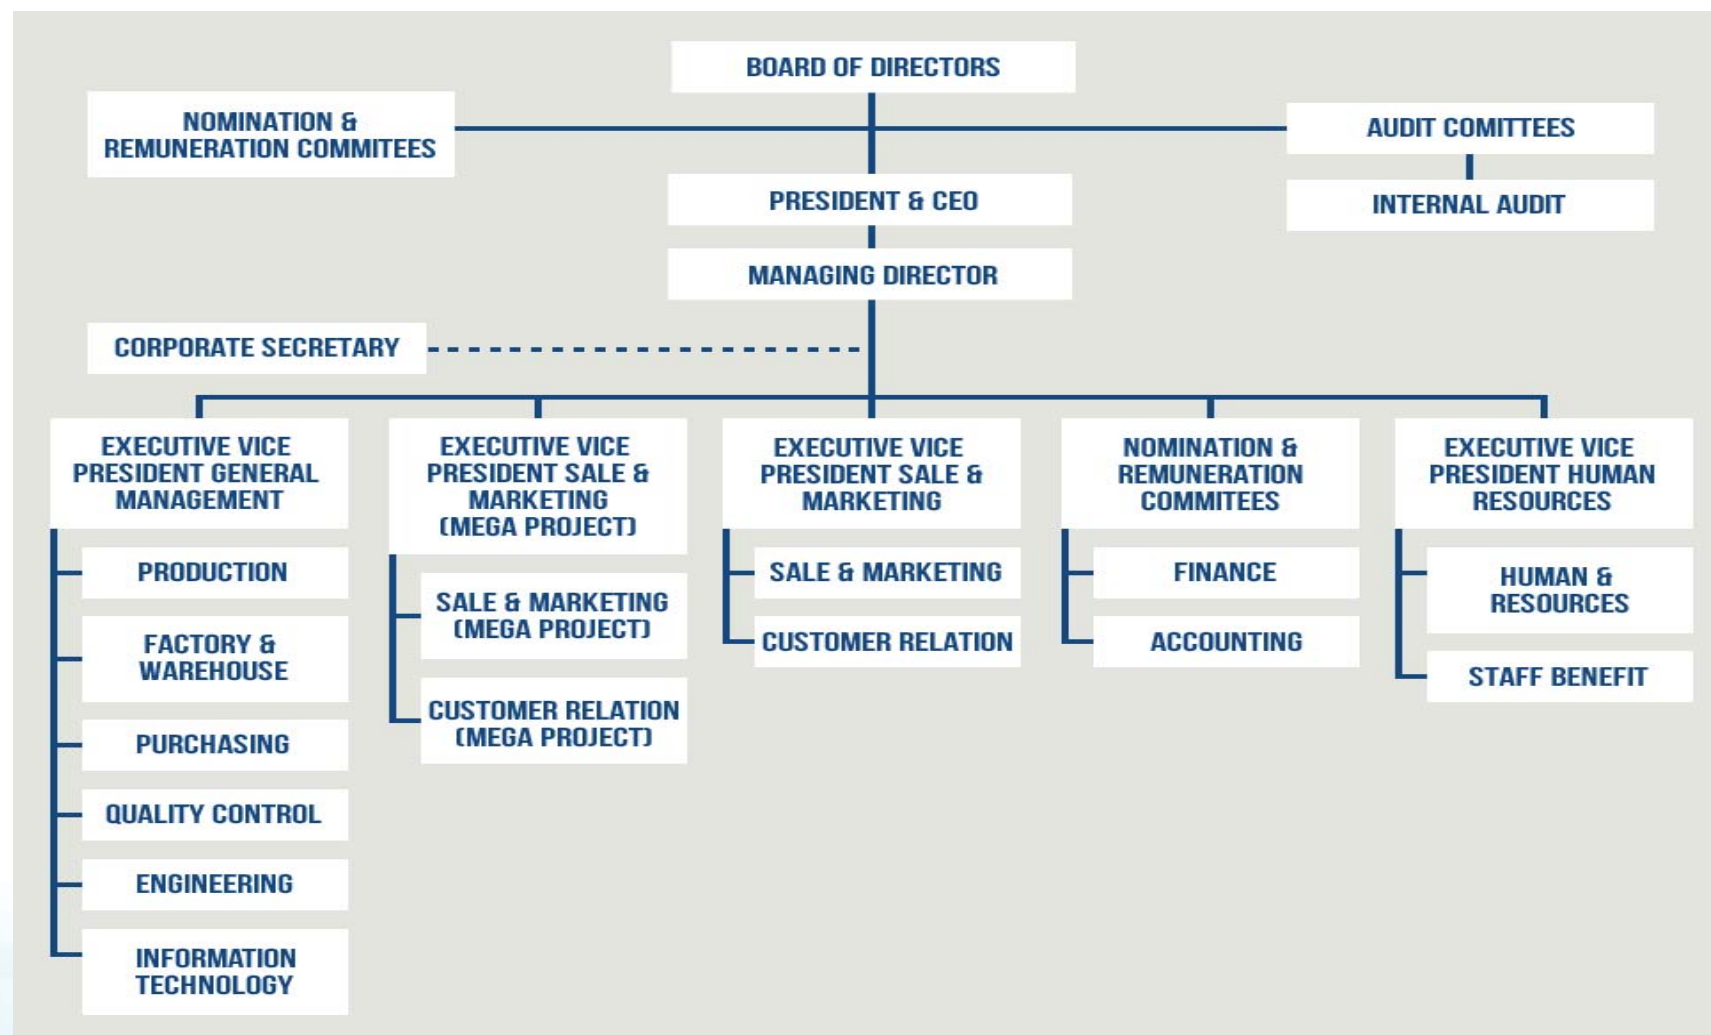 BOARD OF DIRECTORS
NOMINATION &
REMUNERATION COMMITEES
AUDIT COMITTEES
PRESIDENT & CEO
INTERNAL AUDIT
MANAGING DIRECTOR
CORPORATE SECRETARY
EXECUTIVE VICE
PRESIDENT GENERAL
MANAGEMENT
PRODUCTION
FACTORY &
WAREHOUSE
PURCHASING
QUALITY CONTROL
ENGINEERING
INFORMATION
TECHNOLOGY
EXECUTIVE VICE
PRESIDENT SALE &
MARKETING
(MEGA PROJECT)
SALE & MARKETING
(MEGA PROJECT)
CUSTOMER RELATION
(MEGA PROJECT)
EXECUTIVE VICE
PRESIDENT SALE &
MARKETING
SALE & MARKETING
CUSTOMER RELATION
NOMINATION &
REMUNERATION
COMMITEES
FINANCE
ACCOUNTING
EXECUTIVE VICE
PRESIDENT HUMAN
RESOURCES
HUMAN &
RESOURCES
STAFF BENEFIT